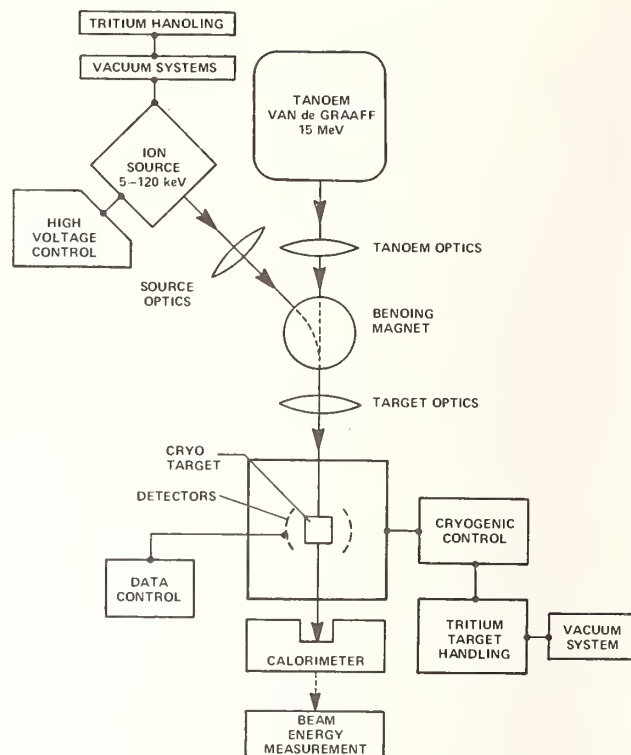 TRITIUM HANOLING
VACUUM SYSTEMS
TANOEM
VAN de GRAAFF
15 MeV
ION
SOURCE
5–120 keV
HIGH
VOLTAGE
CONTROL
SOURCE
OPTICS
TANOEM OPTICS
BENOING
MAGNET
TARGET OPTICS
CRYO
TARGET
DETECTORS
DATA
CONTROL
CRYOGENIC
CONTROL
TRITIUM
TARGET
HANDLING
VACUUM
SYSTEM
CALORIMETER
BEAM
ENERGY
MEASUREMENT